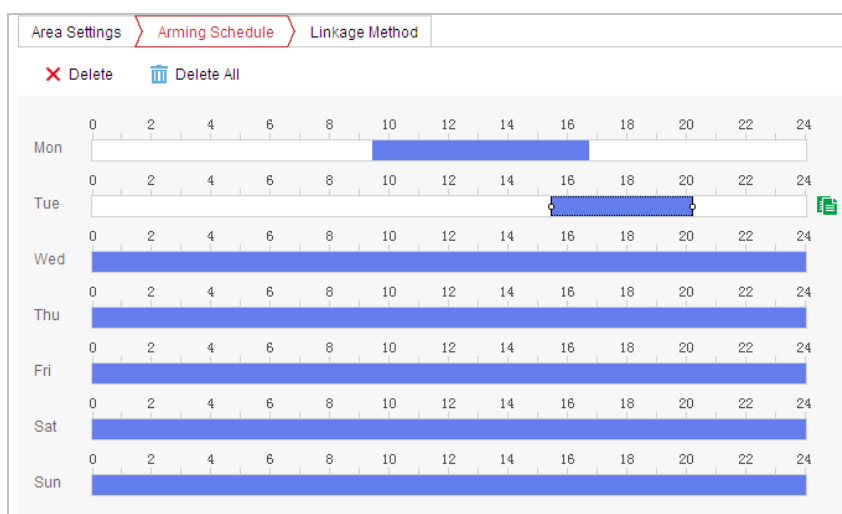 Area Settings Arming Schedule Linkage Method
Delete Delete All
0 2 4 6 8 10 12 14 16 18 20 22 24
Mon
0 2 4 6 8 10 12 14 16 18 20 22 24
Tue
0 2 4 6 8 10 12 14 16 18 20 22 24
Wed
0 2 4 6 8 10 12 14 16 18 20 22 24
Thu
0 2 4 6 8 10 12 14 16 18 20 22 24
Fri
0 2 4 6 8 10 12 14 16 18 20 22 24
Sat
0 2 4 6 8 10 12 14 16 18 20 22 24
Sun